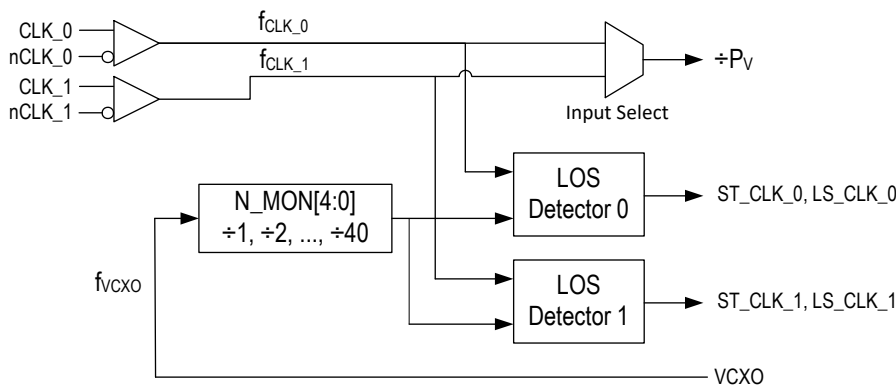 CLK_0
nCLK_0
CLK_1
nCLK_1
fCLK_0
fCLK_1
÷PV
Input Select
N_MON[4:0]
÷1, ÷2, ..., ÷40
LOS
Detector 0
ST_CLK_0, LS_CLK_0
fVCXO
LOS
Detector 1
ST_CLK_1, LS_CLK_1
VCXO